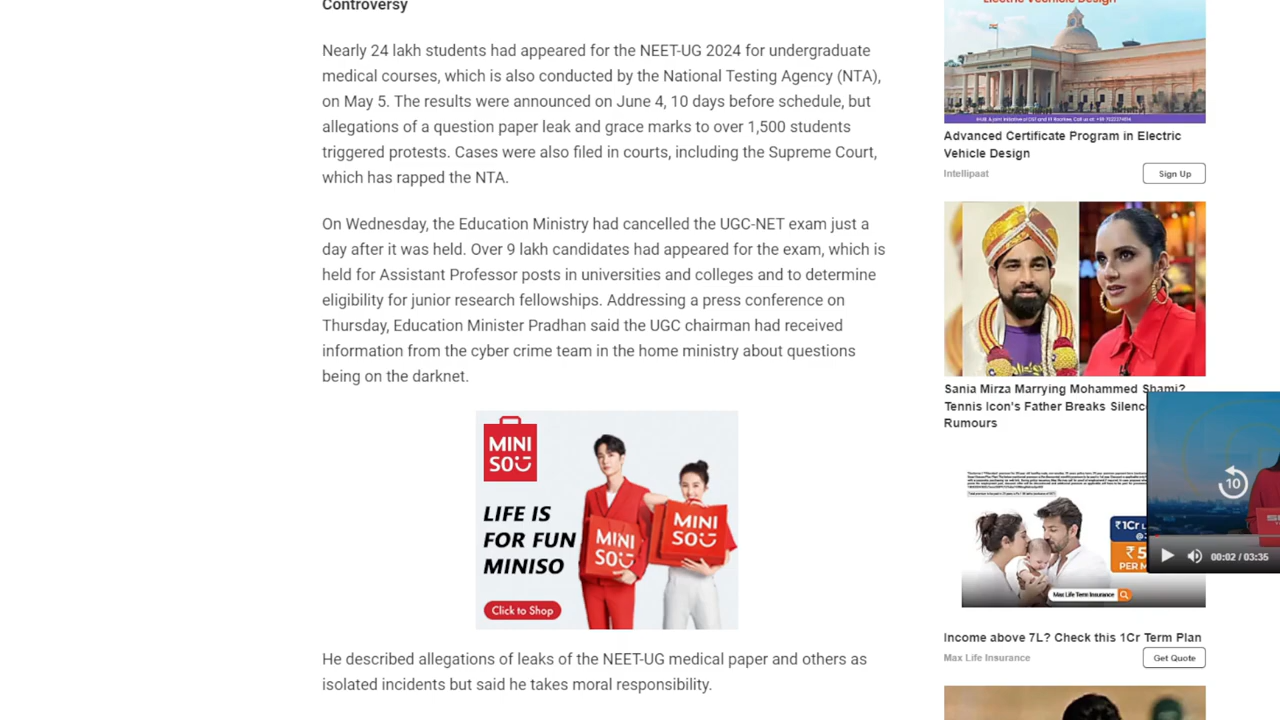 Controversy
Nearly 24 lakh students had appeared for the NEET-UG 2024 for undergraduate
medical courses, which is also conducted by the National Testing Agency (NTA),
on May 5. The results were announced on June 4, 10 days before schedule, but
allegations of a question paper leak and grace marks to over 1,500 students
triggered protests. Cases were also filed in courts, including the Supreme Court,
which has rapped the NTA.
On Wednesday, the Education Ministry had cancelled the UGC-NET exam just a
day after it was held. Over 9 lakh candidates had appeared for the exam, which is
held for Assistant Professor posts in universities and colleges and to determine
eligibility for junior research fellowships. Addressing a press conference on
Thursday, Education Minister Pradhan said the UGC chairman had received
information from the cyber crime team in the home ministry about questions
being on the darknet.
MINI
SO
LIFE IS
FOR FUN
MINISO
Click to Shop
MINI
SO
MINI
SO
He described allegations of leaks of the NEET-UG medical paper and others as
isolated incidents but said he takes moral responsibility.
Electric Vechicle Design
Advanced Certificate Program in Electric
Vehicle Design
Intellipaat
Sign Up
Sania Mirza Marrying Mohammed Shami?
Tennis Icon's Father Breaks Silence
Rumours
₹1Cr
₹5
PER M
Max Life Term Insurance
10
00:02 / 03:35
Income above 7L? Check this 1Cr Term Plan
Max Life Insurance
Get Quote